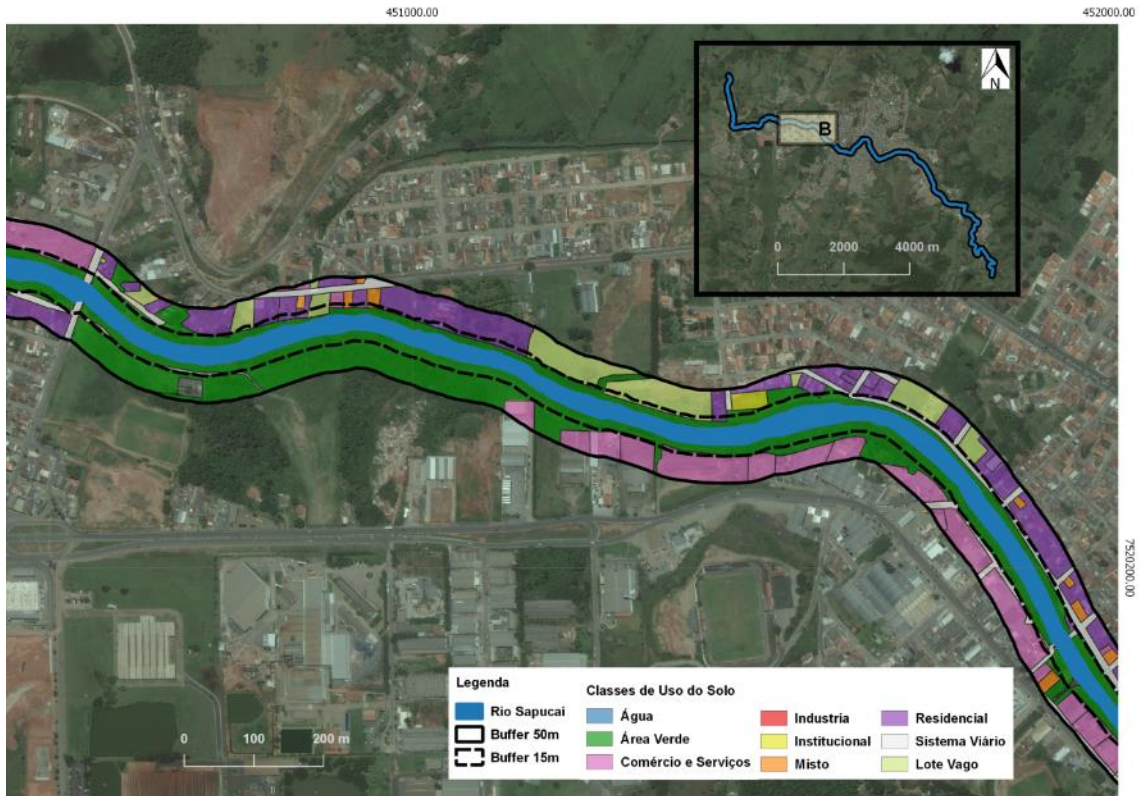 451000.00
452000.00
N
B
0 2000 4000 m
7520200.00
Legenda
Rio Sapucai
Buffer 50m
Buffer 15m
Classes de Uso do Solo
Água
Área Verde
Comércio e Serviços
Industria
Institucional
Misto
Residencial
Sistema Viário
Lote Vago
0 100 200 m